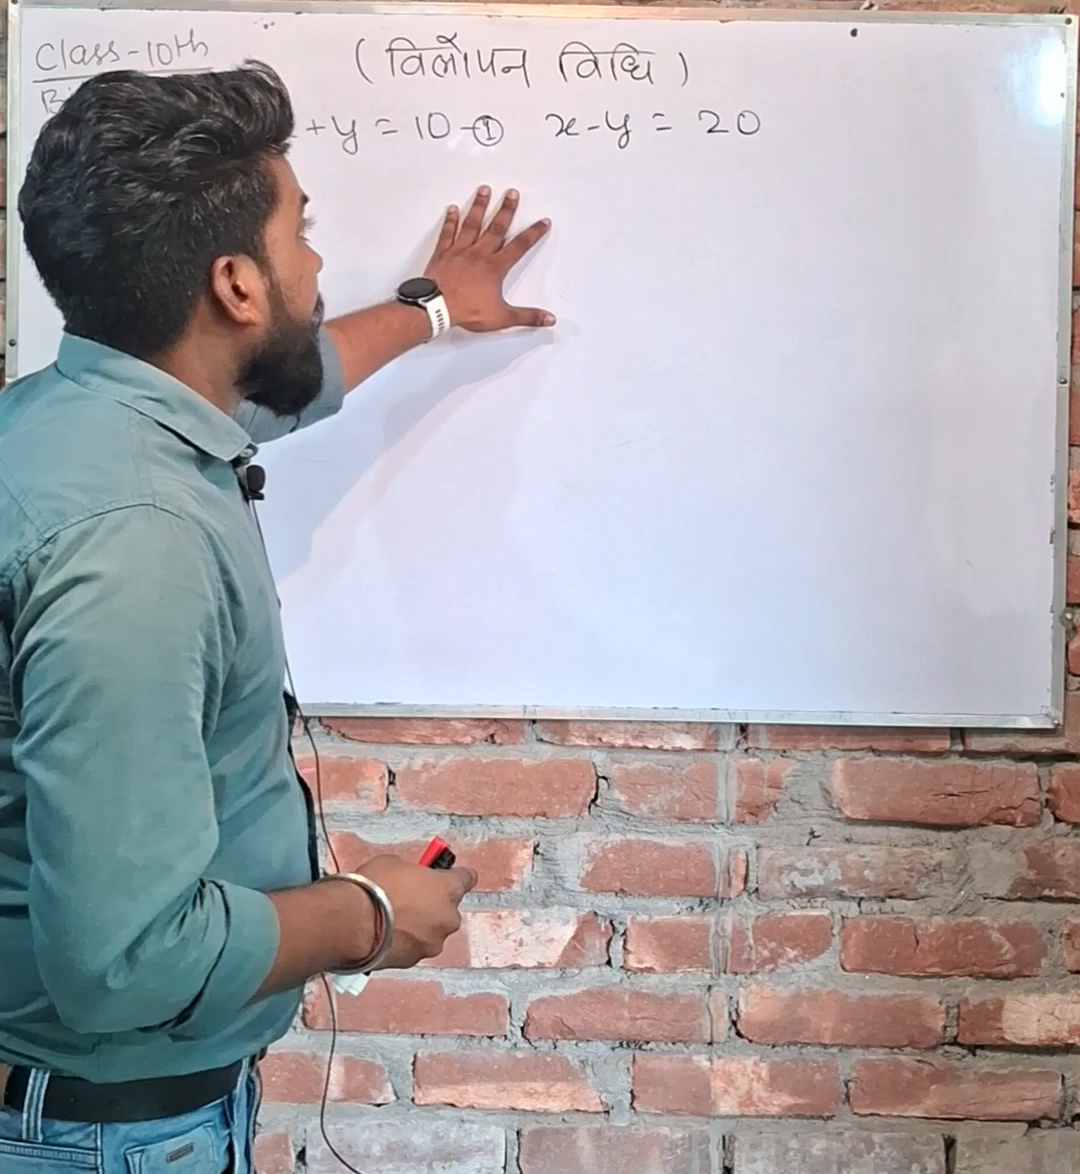 Class-10th
(विलोपन विधि)
+y = 10 -① x-y = 20